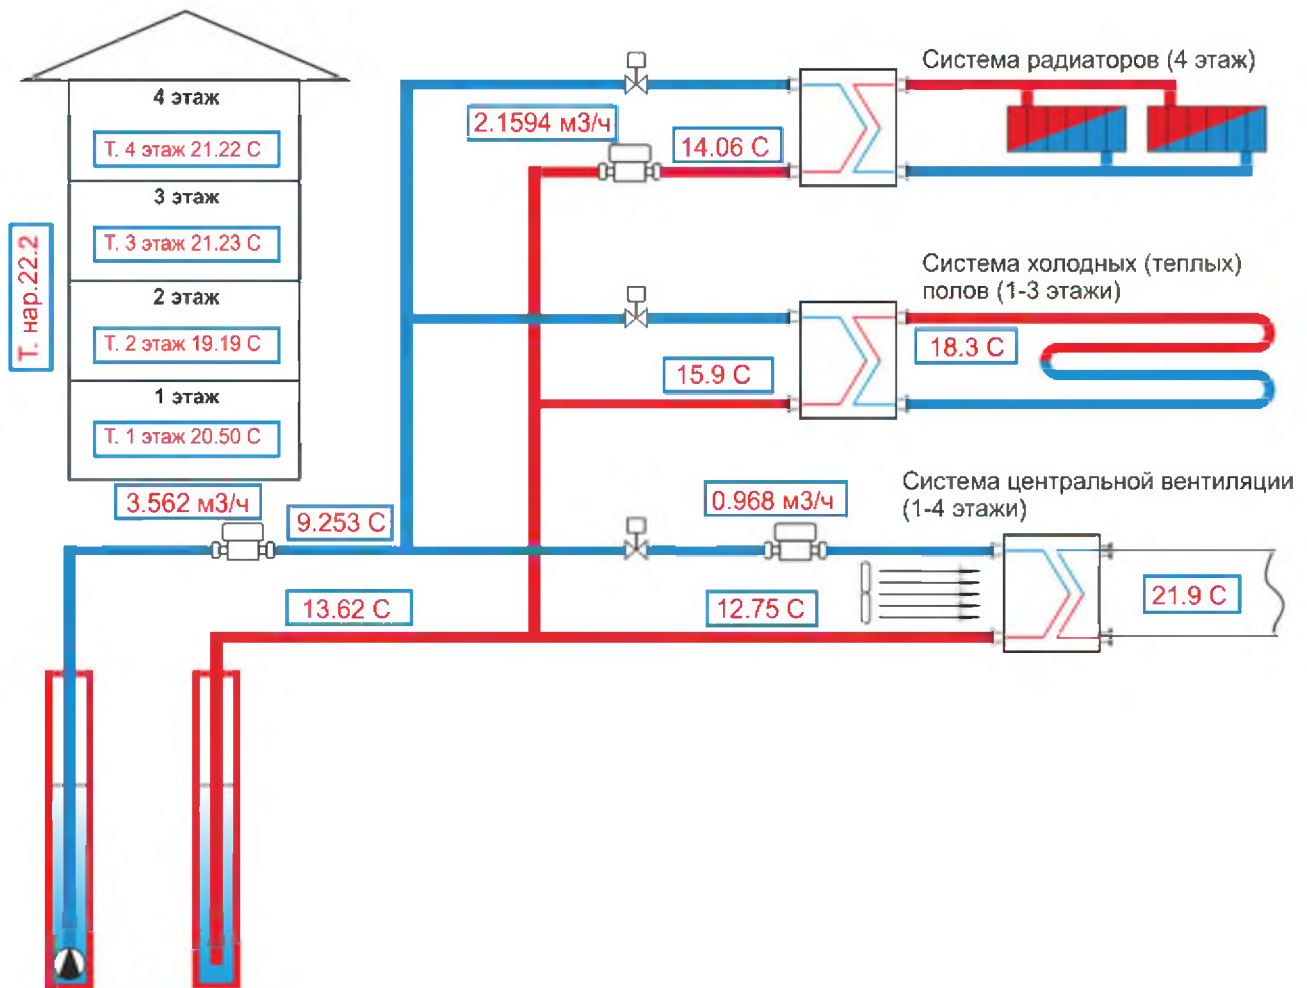 4 этаж
Т. 4 этаж 21.22 С
3 этаж
Т. 3 этаж 21.23 С
2 этаж
Т. 2 этаж 19.19 С
1 этаж
Т. 1 этаж 20.50 С
Т. нар.22.2
3.562 м3/ч
9.253 С
13.62 С
2.1594 м3/ч
14.06 С
Система радиаторов (4 этаж)
15.9 С
Система холодных (теплых)
полов (1-3 этажи)
18.3 С
0.968 м3/ч
12.75 С
Система центральной вентиляции
(1-4 этажи)
21.9 С